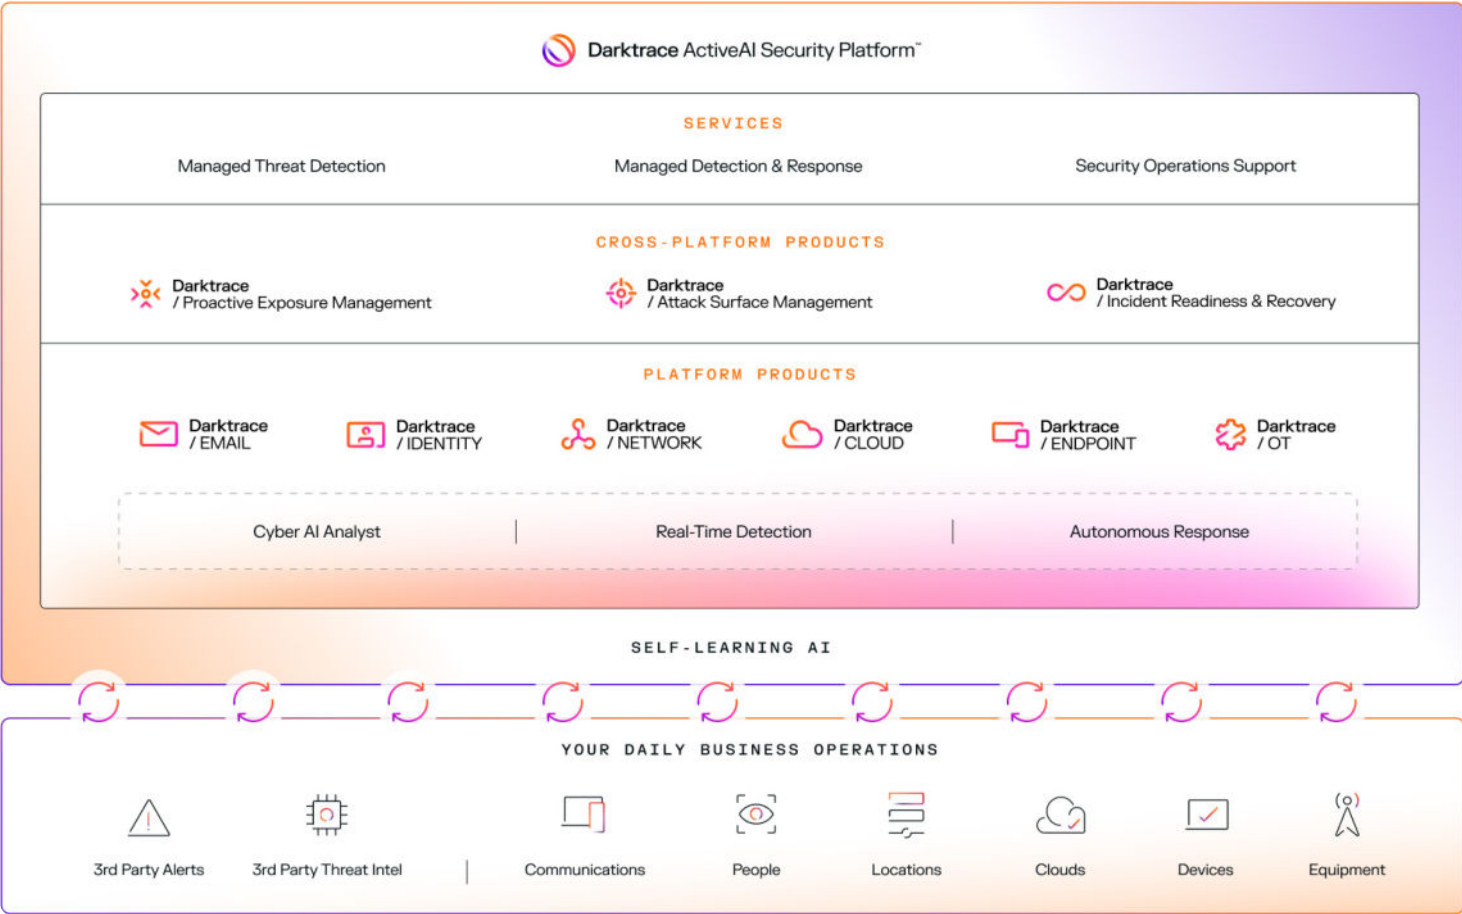 Darktrace ActiveAI Security Platform™
SERVICES
Managed Threat Detection
Managed Detection & Response
Security Operations Support
CROSS-PLATFORM PRODUCTS
Darktrace
/ Proactive Exposure Management
Darktrace
/ Attack Surface Management
Darktrace
/ Incident Readiness & Recovery
PLATFORM PRODUCTS
Darktrace
/ EMAIL
Darktrace
/ IDENTITY
Darktrace
/ NETWORK
Darktrace
/ CLOUD
Darktrace
/ ENDPOINT
Darktrace
/ OT
Cyber AI Analyst
Real-Time Detection
Autonomous Response
SELF-LEARNING AI
YOUR DAILY BUSINESS OPERATIONS
3rd Party Alerts
3rd Party Threat Intel
Communications
People
Locations
Clouds
Devices
Equipment